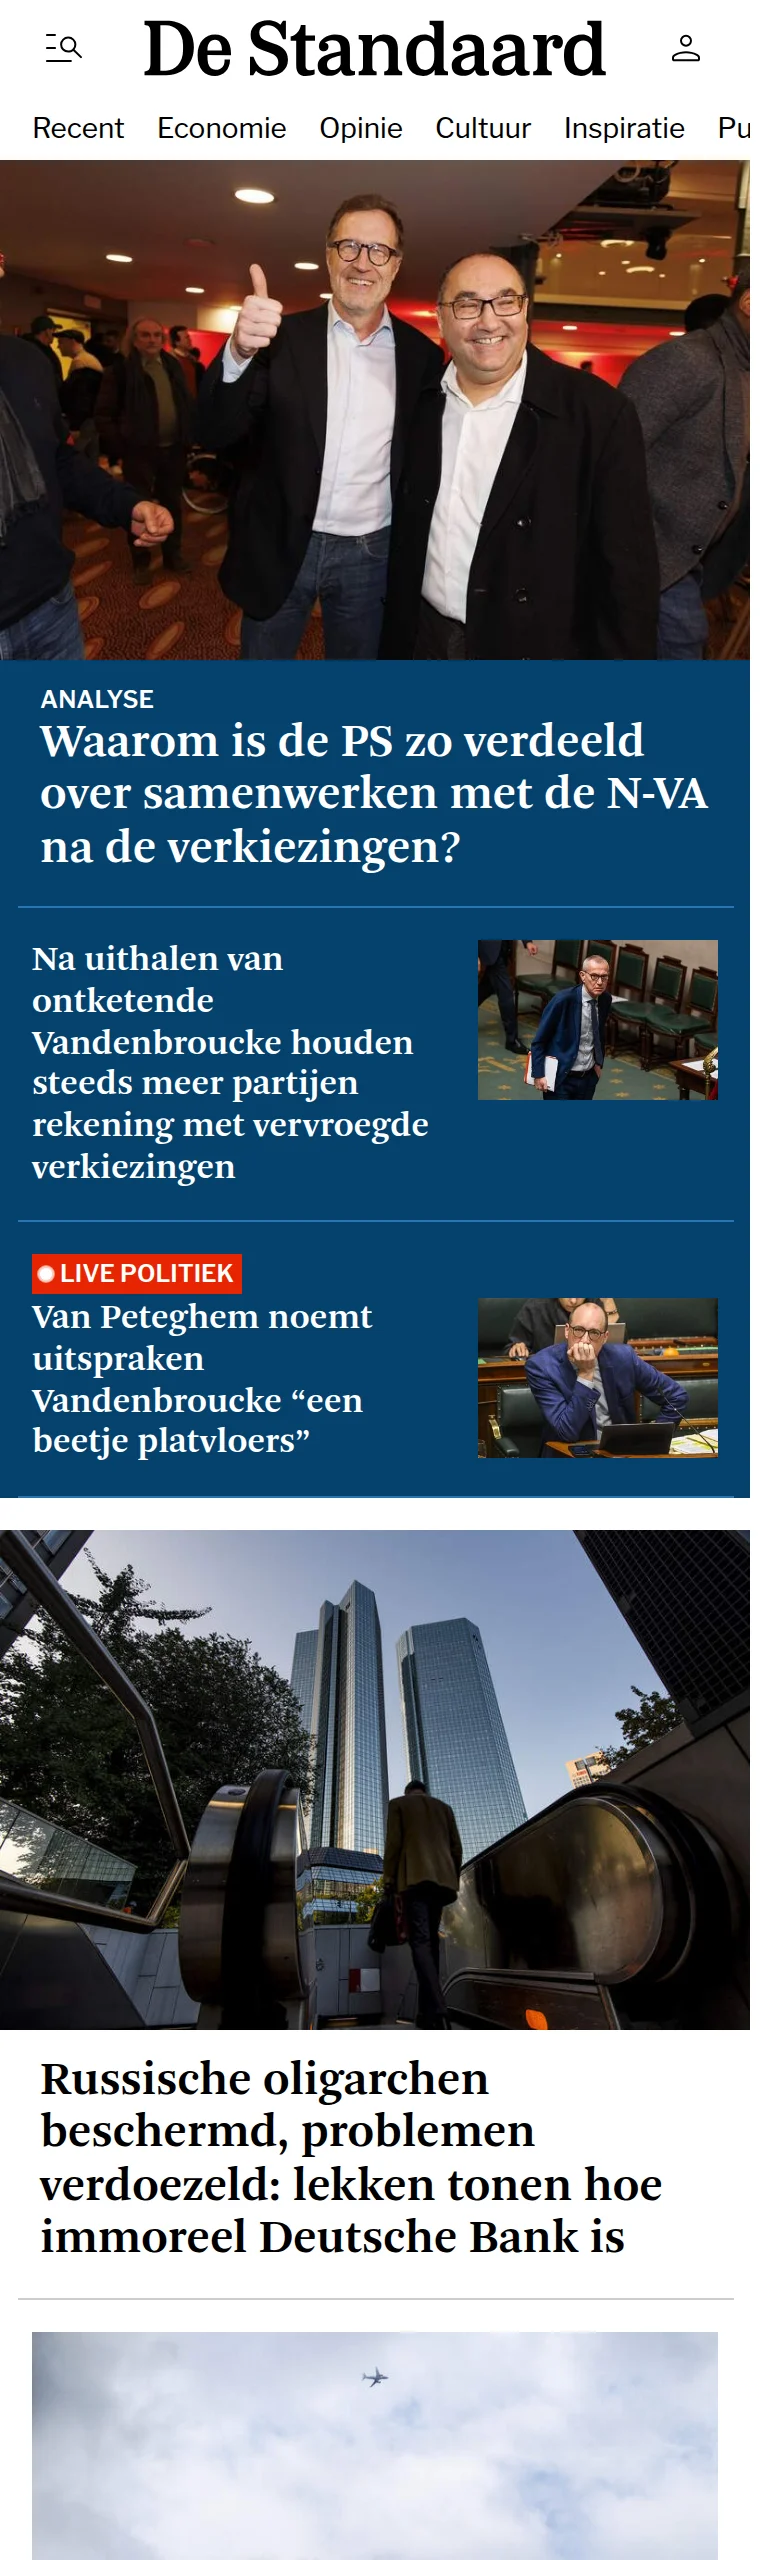 De Standaard
Recent Economie Opinie Cultuur Inspiratie Pu
ANALYSE
Waarom is de PS zo verdeeld
over samenwerken met de N-VA
na de verkiezingen?
Na uithalen van
ontketende
Vandenbroucke houden
steeds meer partijen
rekening met vervroegde
verkiezingen
LIVE POLITIEK
Van Peteghem noemt
uitspraken
Vandenbroucke “een
beetje platvloers”
Russische oligarchen
beschermd, problemen
verdoezeld: lekken tonen hoe
immoreel Deutsche Bank is